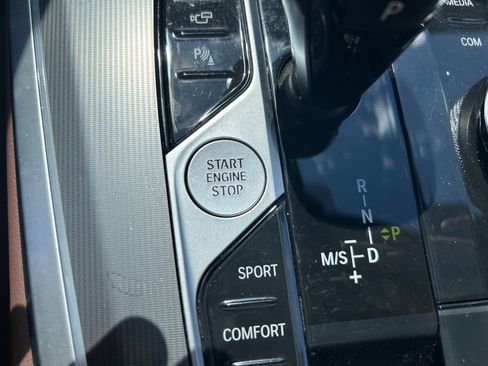 P
MEDIA
COM
P
START
ENGINE
STOP
R
N
P
M/S
D
+
SPORT
COMFORT